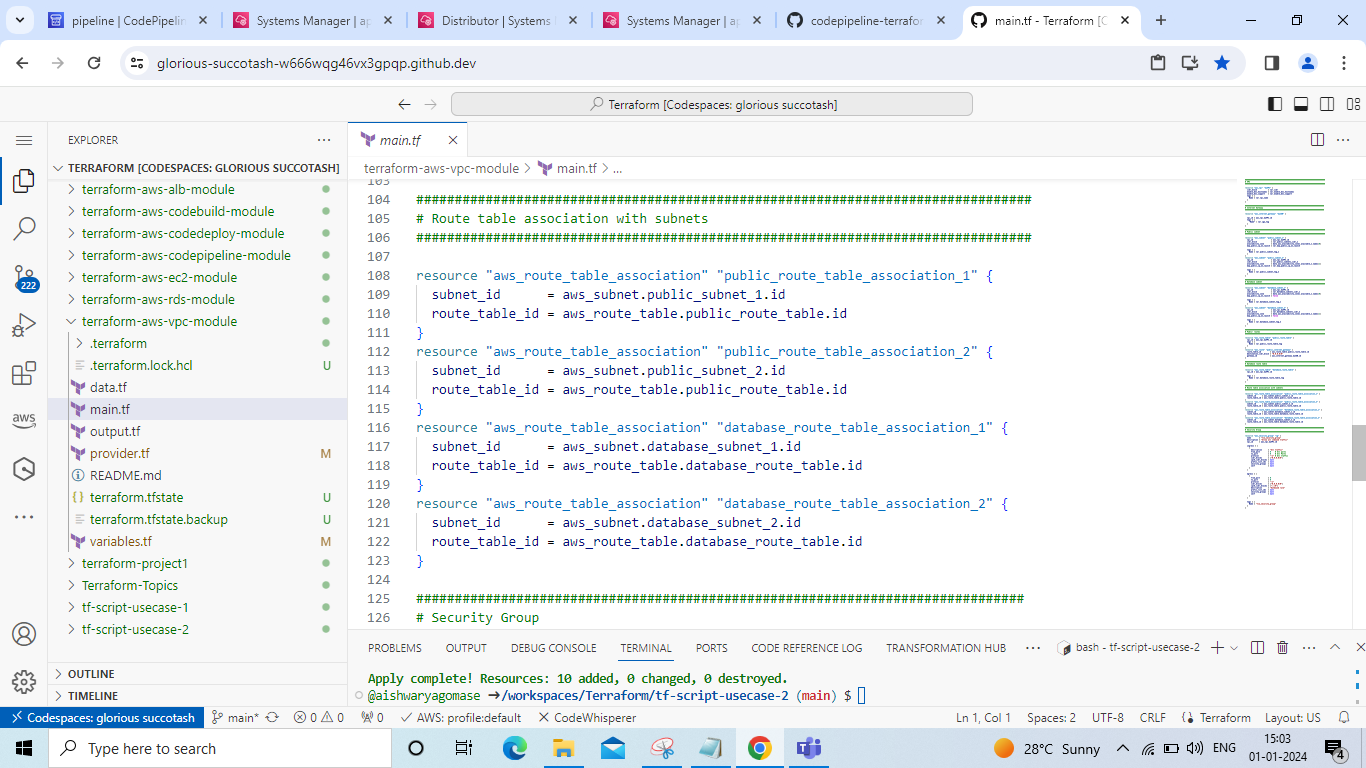 pipeline | CodePipelin
Systems Manager | ap
Distributor | Systems
Systems Manager | ap
codepipeline-terrafor
main.tf - Terraform [C
glorious-succotash-w666wqg46vx3gpqp.github.dev
Terraform [Codespaces: glorious succotash]
EXPLORER
TERRAFORM [CODESPACES: GLORIOUS SUCCOTASH]
terraform-aws-alb-module
terraform-aws-codebuild-module
terraform-aws-codedeploy-module
terraform-aws-codepipeline-module
terraform-aws-ec2-module
terraform-aws-rds-module
terraform-aws-vpc-module
.terraform
.terraform.lock.hcl U
data.tf
main.tf
output.tf
provider.tf M
README.md
terraform.tfstate U
terraform.tfstate.backup U
variables.tf M
terraform-project1
Terraform-Topics
tf-script-usecase-1
tf-script-usecase-2
OUTLINE
TIMELINE
222
aws
main.tf
terraform-aws-vpc-module > main.tf > ...
103
104 ################################################################################
105 # Route table association with subnets
106 ################################################################################
107
108 resource "aws_route_table_association" "public_route_table_association_1" {
109 subnet_id = aws_subnet.public_subnet_1.id
110 route_table_id = aws_route_table.public_route_table.id
111 }
112 resource "aws_route_table_association" "public_route_table_association_2" {
113 subnet_id = aws_subnet.public_subnet_2.id
114 route_table_id = aws_route_table.public_route_table.id
115 }
116 resource "aws_route_table_association" "database_route_table_association_1" {
117 subnet_id = aws_subnet.database_subnet_1.id
118 route_table_id = aws_route_table.database_route_table.id
119 }
120 resource "aws_route_table_association" "database_route_table_association_2" {
121 subnet_id = aws_subnet.database_subnet_2.id
122 route_table_id = aws_route_table.database_route_table.id
123 }
124
125 ###############################################################################
126 # Security Group
PROBLEMS OUTPUT DEBUG CONSOLE TERMINAL PORTS CODE REFERENCE LOG TRANSFORMATION HUB ... bash - tf-script-usecase-2
Apply complete! Resources: 10 added, 0 changed, 0 destroyed.
@aishwaryagomase ➜/workspaces/Terraform/tf-script-usecase-2 (main) $
Codespaces: glorious succotash main* 0 0 0 AWS: profile:default CodeWhisperer Ln 1, Col 1 Spaces: 2 UTF-8 CRLF Terraform Layout: US
Type here to search
28°C Sunny
ENG
15:03
01-01-2024
4